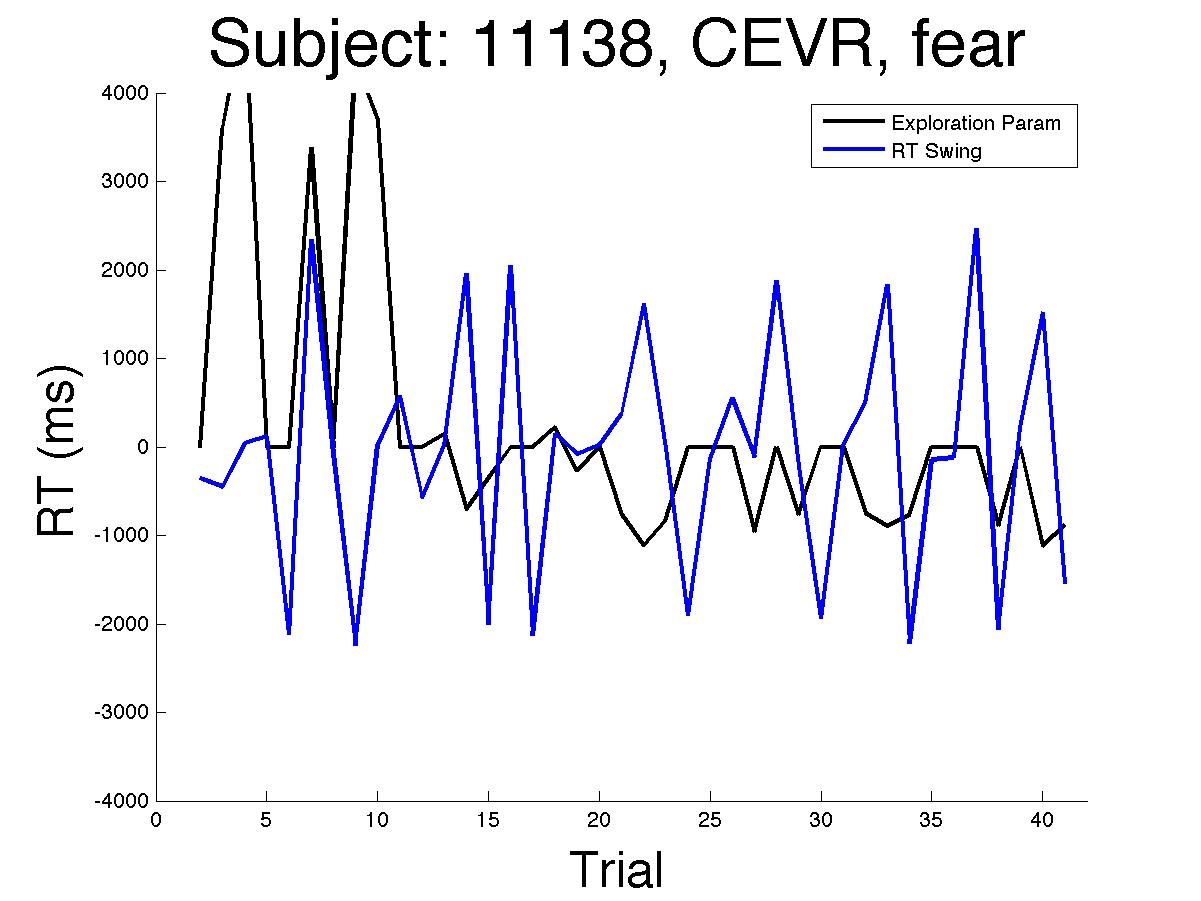 Subject: 11138, CEVR, fear
Exploration Param
RT Swing
RT (ms)
4000
3000
2000
1000
0
-1000
-2000
-3000
-4000
0 5 10 15 20 25 30 35 40
Trial